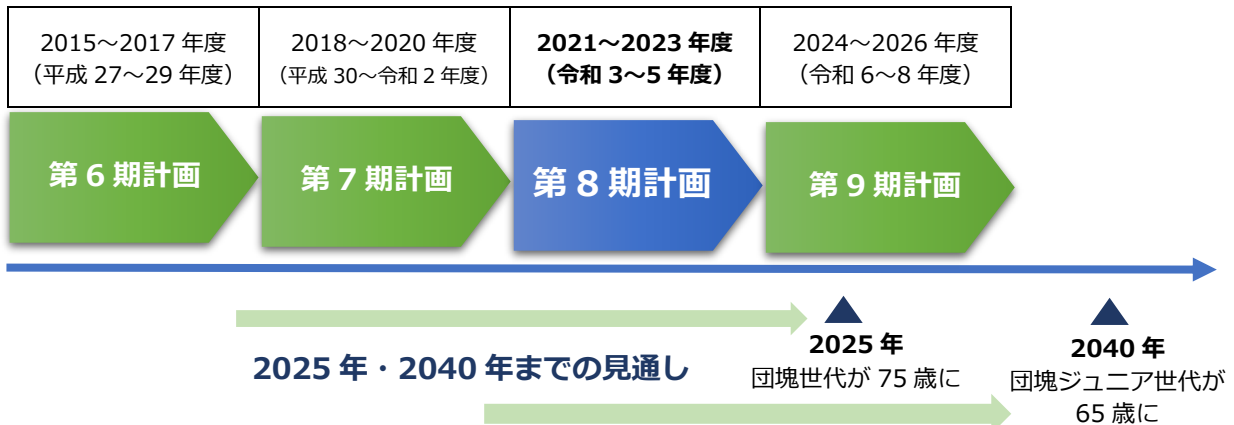 2015～2017 年度
（平成 27～29 年度）
2018～2020 年度
（平成 30～令和 2 年度）
2021～2023 年度
（令和 3～5 年度）
2024～2026 年度
（令和 6～8 年度）
第 6 期計画
第 7 期計画
第 8 期計画
第 9 期計画
2025 年・2040 年までの見通し
2025 年
団塊世代が 75 歳に
2040 年
団塊ジュニア世代が
65 歳に